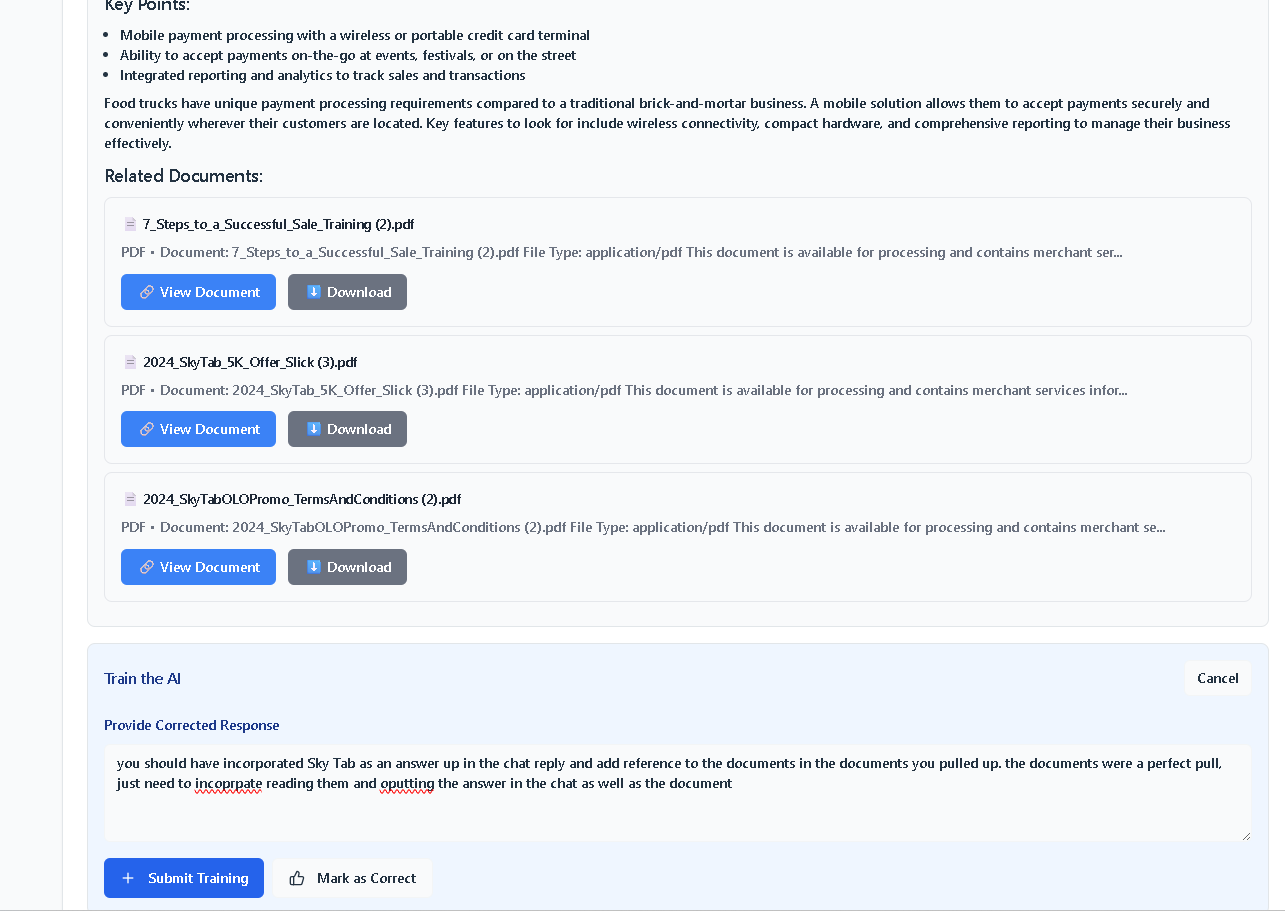 Key Points:
• Mobile payment processing with a wireless or portable credit card terminal
• Ability to accept payments on-the-go at events, festivals, or on the street
• Integrated reporting and analytics to track sales and transactions
Food trucks have unique payment processing requirements compared to a traditional brick-and-mortar business. A mobile solution allows them to accept payments securely and
conveniently wherever their customers are located. Key features to look for include wireless connectivity, compact hardware, and comprehensive reporting to manage their business
effectively.
Related Documents:
7_Steps_to_a_Successful_Sale_Training (2).pdf
PDF • Document: 7_Steps_to_a_Successful_Sale_Training (2).pdf File Type: application/pdf This document is available for processing and contains merchant ser...
View Document Download
2024_SkyTab_5K_Offer_Slick (3).pdf
PDF • Document: 2024_SkyTab_5K_Offer_Slick (3).pdf File Type: application/pdf This document is available for processing and contains merchant services infor...
View Document Download
2024_SkyTabOLOPromo_TermsAndConditions (2).pdf
PDF • Document: 2024_SkyTabOLOPromo_TermsAndConditions (2).pdf File Type: application/pdf This document is available for processing and contains merchant se...
View Document Download
Train the AI Cancel
Provide Corrected Response
you should have incorporated Sky Tab as an answer up in the chat reply and add reference to the documents in the documents you pulled up. the documents were a perfect pull,
just need to incoprpate reading them and oputting the answer in the chat as well as the document
+ Submit Training Mark as Correct